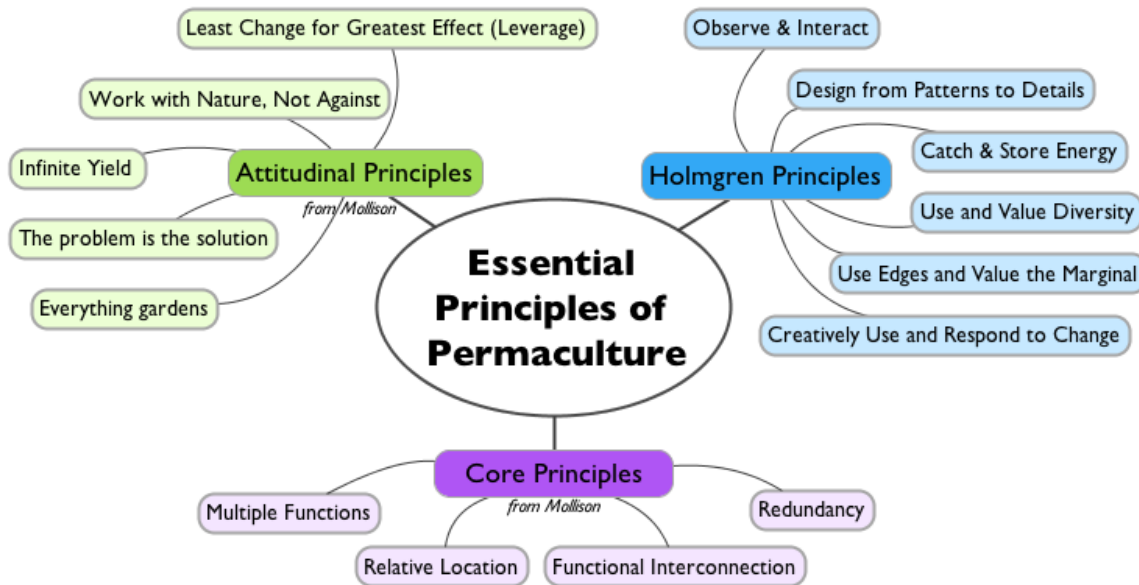 Least Change for Greatest Effect (Leverage)
Work with Nature, Not Against
Infinite Yield
Attitudinal Principles
from Mollison
The problem is the solution
Everything gardens
Observe & Interact
Design from Patterns to Details
Catch & Store Energy
Holmgren Principles
Use and Value Diversity
Use Edges and Value the Marginal
Creatively Use and Respond to Change
Essential
Principles of
Permaculture
Core Principles
from Mollison
Multiple Functions
Relative Location
Functional Interconnection
Redundancy